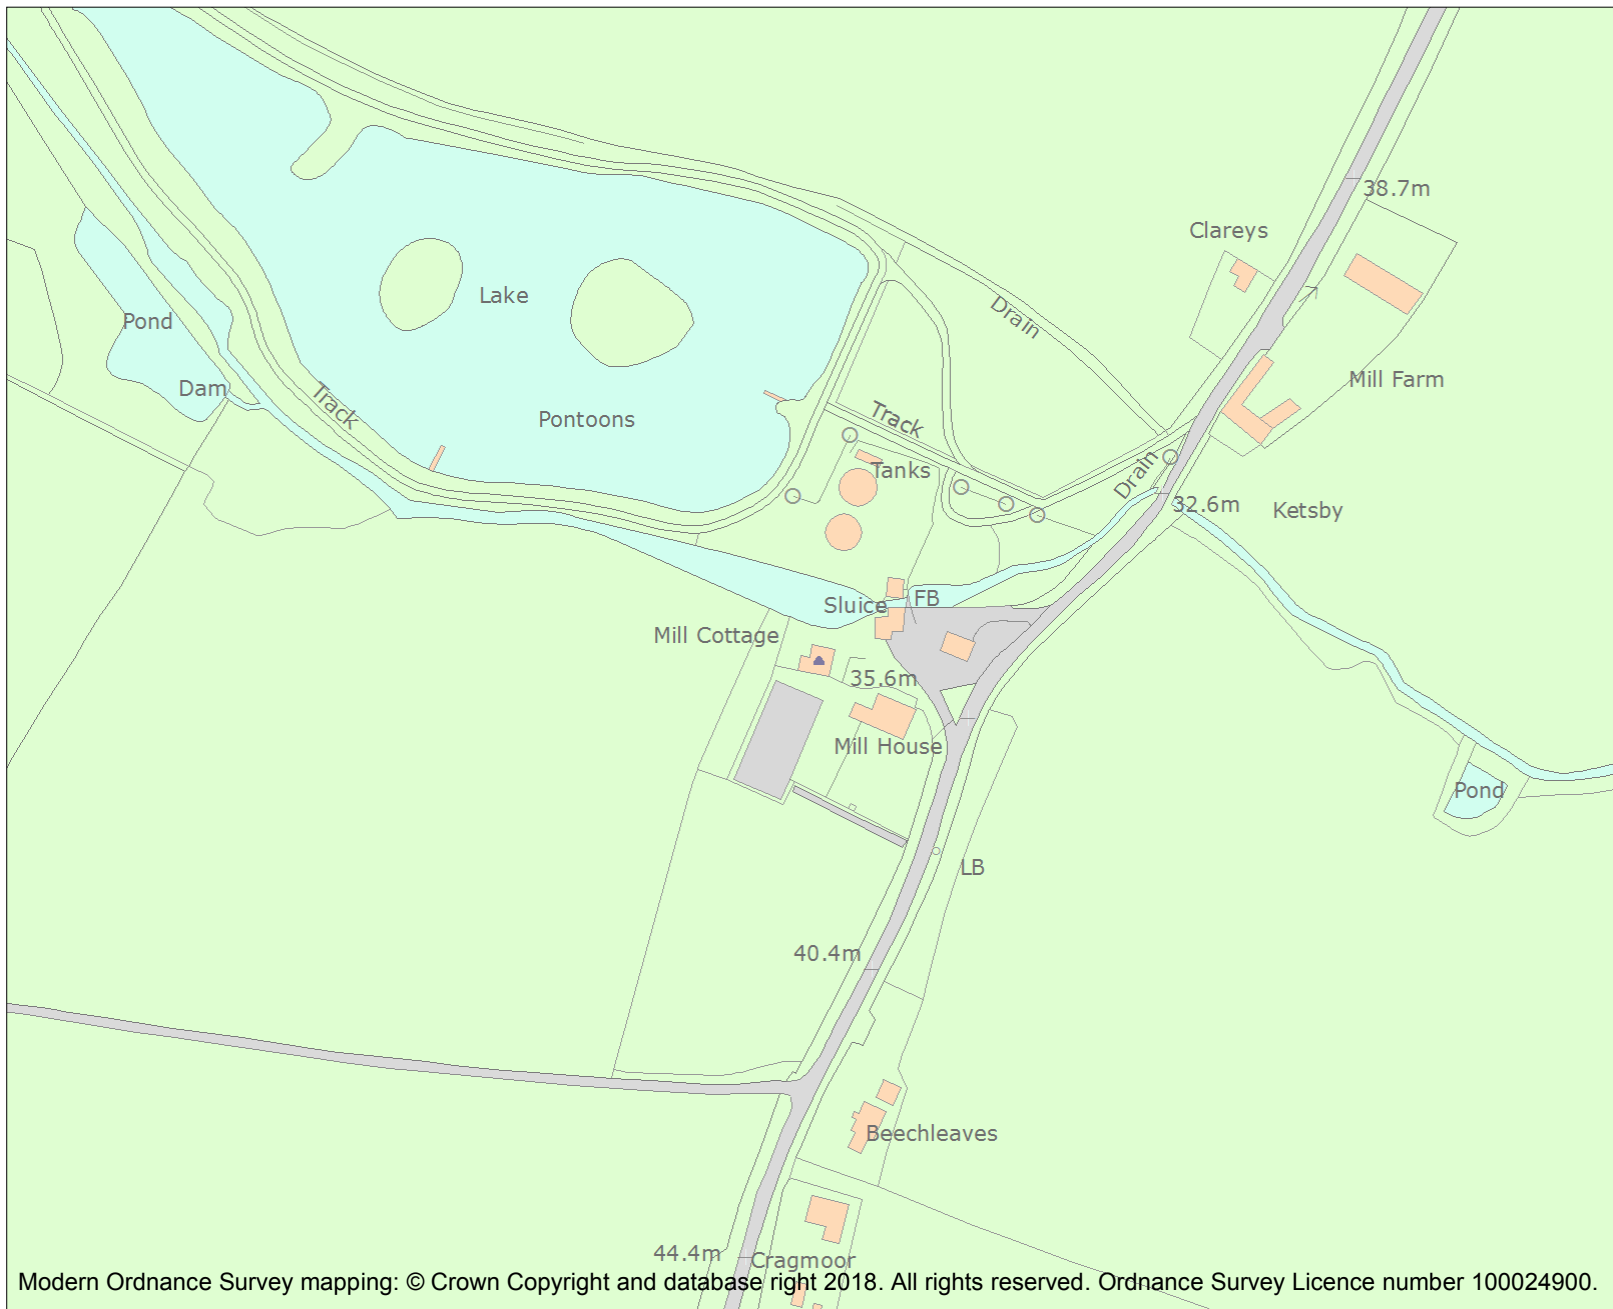 38.7m
Clareys
Lake
Drain
Pond
Mill Farm
Dam
Track
Pontoons
Track
Tanks
Drain
32.6m
Ketsby
Sluice
FB
Mill Cottage
35.6m
Mill House
Pond
LB
40.4m
Beechleaves
44.4m
Cragmoor
Modern Ordnance Survey mapping: © Crown Copyright and database right 2018. All rights reserved. Ordnance Survey Licence number 100024900.